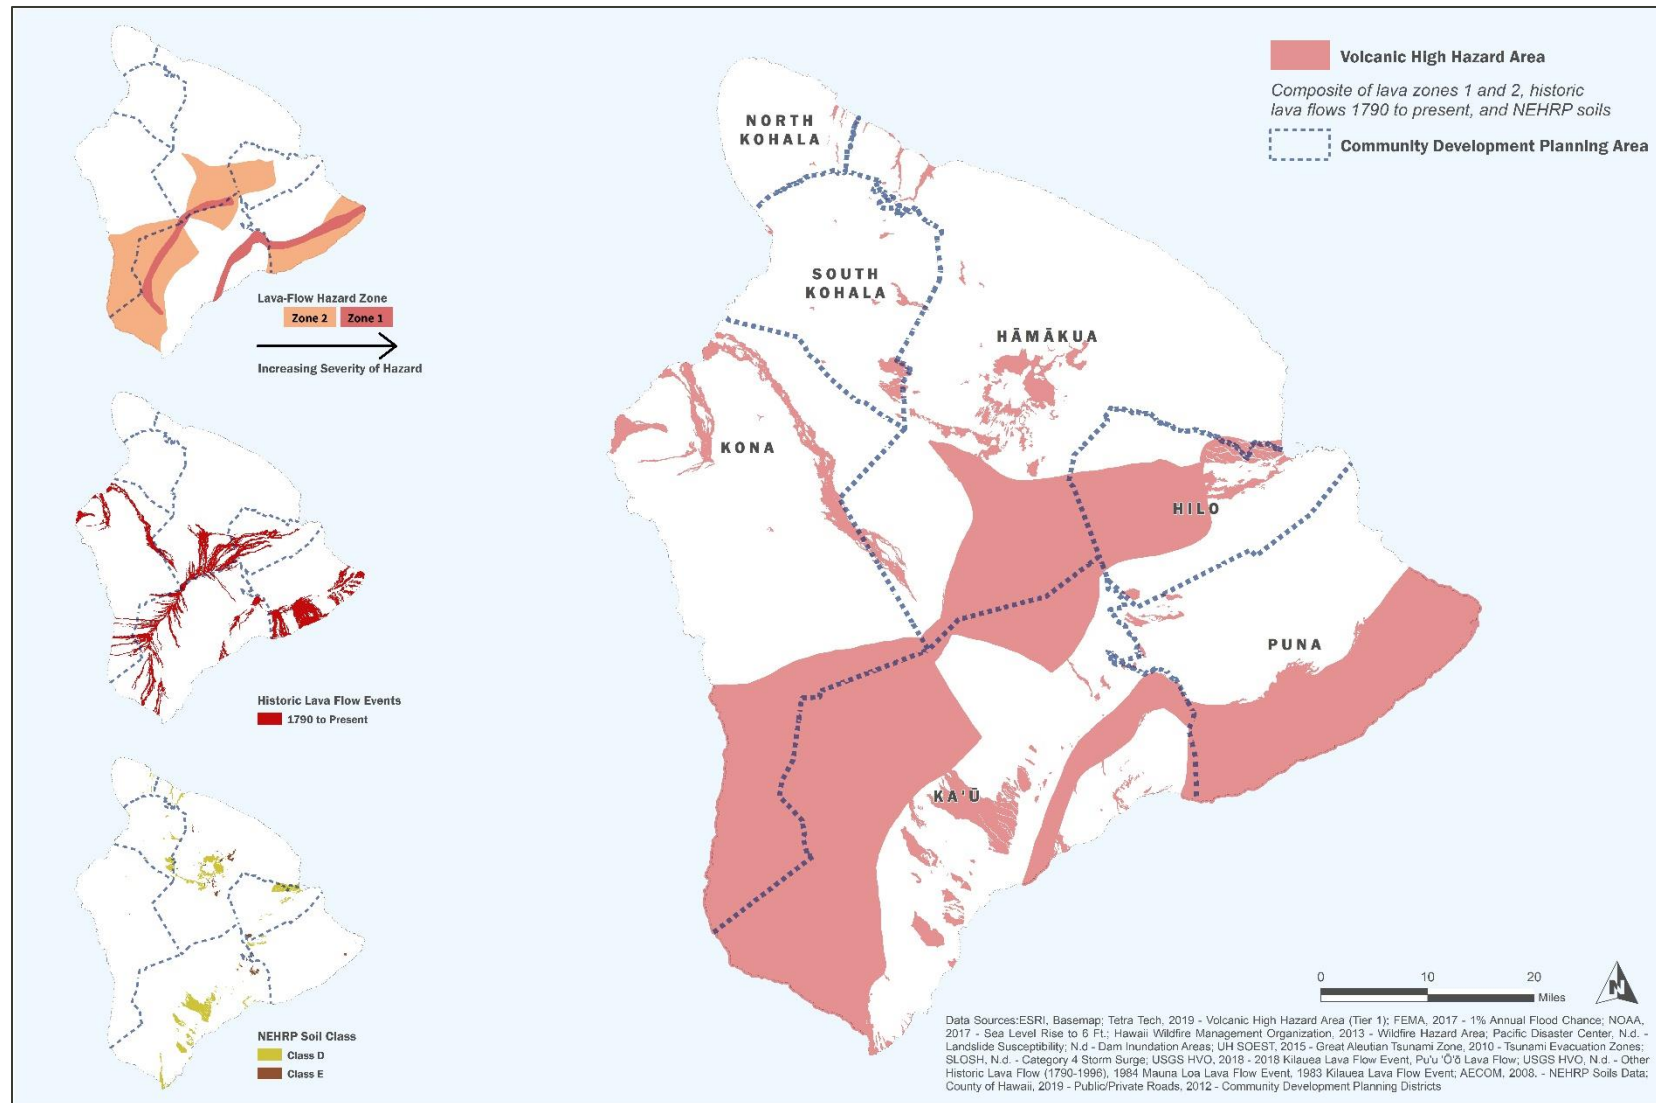 Volcanic High Hazard Area
Composite of lava zones 1 and 2, historic
lava flows 1790 to present, and NEHRP soils
Community Development Planning Area
NORTH
KOHALA
SOUTH
KOHALA
HĀMĀKUA
KONA
HILO
PUNA
KAʻŪ
Lava-Flow Hazard Zone
Zone 2
Zone 1
Increasing Severity of Hazard
Historic Lava Flow Events
1790 to Present
NEHRP Soil Class
Class D
Class E
0 10 20
Miles
N
Data Sources:ESRI, Basemap; Tetra Tech, 2019 - Volcanic High Hazard Area (Tier 1); FEMA, 2017 - 1% Annual Flood Chance; NOAA,
2017 - Sea Level Rise to 6 Ft.; Hawaii Wildfire Management Organization, 2013 - Wildfire Hazard Area; Pacific Disaster Center, N.d. -
Landslide Susceptibility; N.d - Dam Inundation Areas; UH SOEST, 2015 - Great Aleutian Tsunami Zone, 2010 - Tsunami Evacuation Zones;
SLOSH, N.d. - Category 4 Storm Surge; USGS HVO, 2018 - 2018 Kilauea Lava Flow Event, Pu'u 'Ō'ō Lava Flow; USGS HVO, N.d. - Other
Historic Lava Flow (1790-1996), 1984 Mauna Loa Lava Flow Event, 1983 Kilauea Lava Flow Event; AECOM, 2008. - NEHRP Soils Data;
County of Hawaii, 2019 - Public/Private Roads, 2012 - Community Development Planning Districts